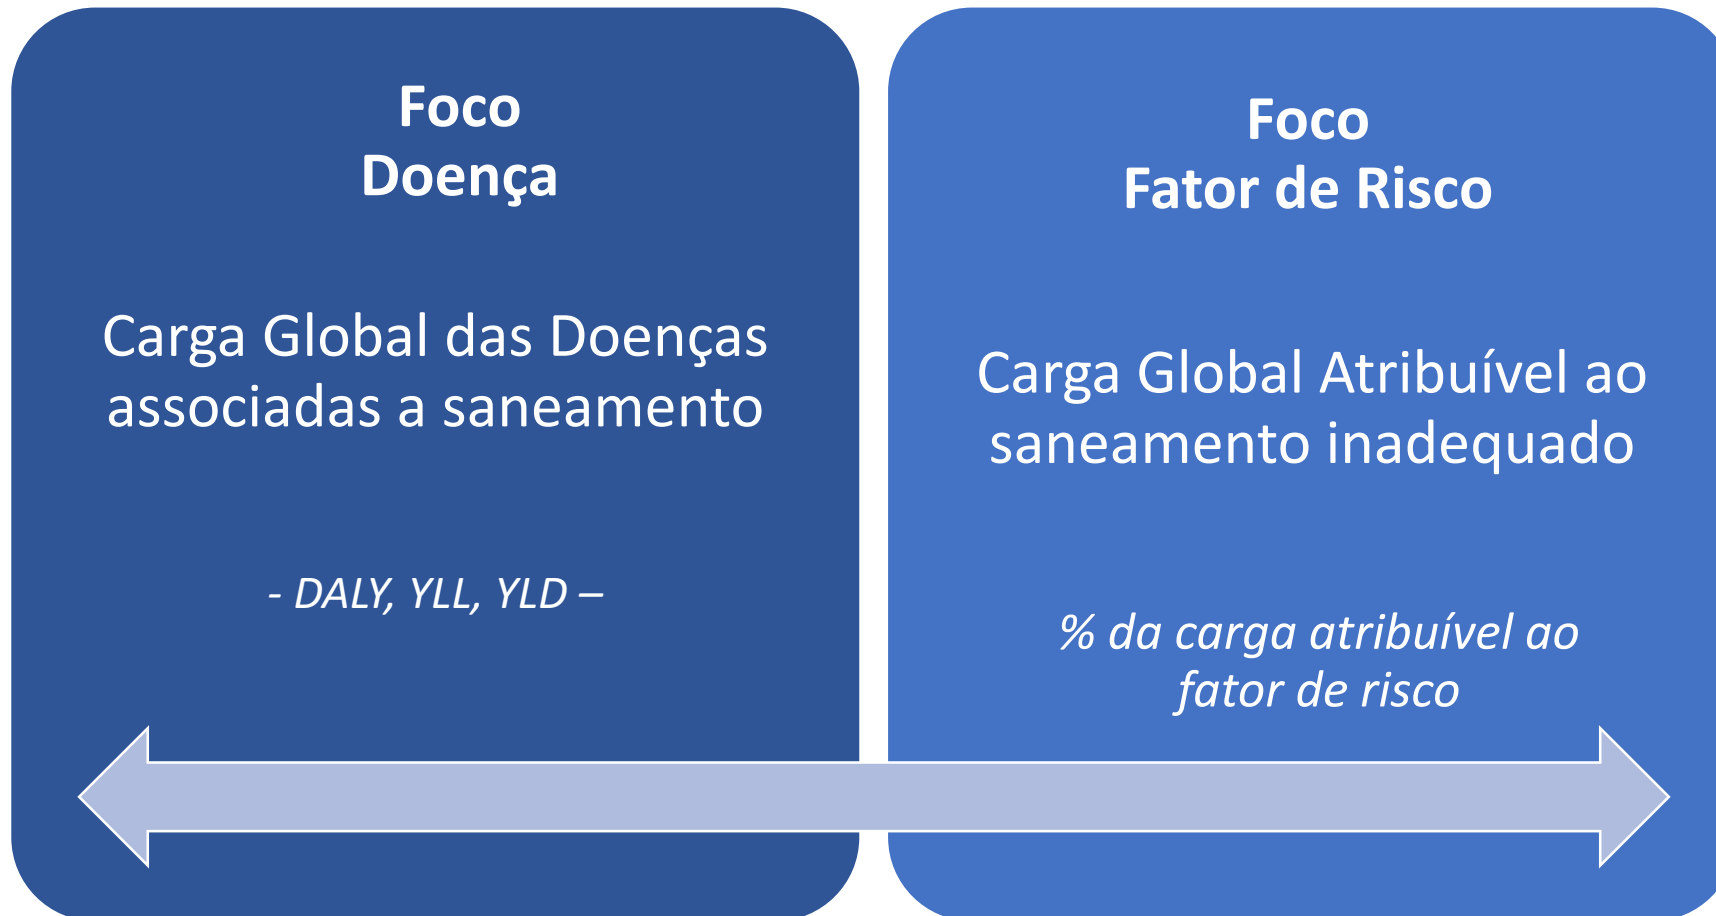 Foco
Doença
Carga Global das Doenças
associadas a saneamento
- DALY, YLL, YLD –
Foco
Fator de Risco
Carga Global Atribuível ao
saneamento inadequado
% da carga atribuível ao
fator de risco